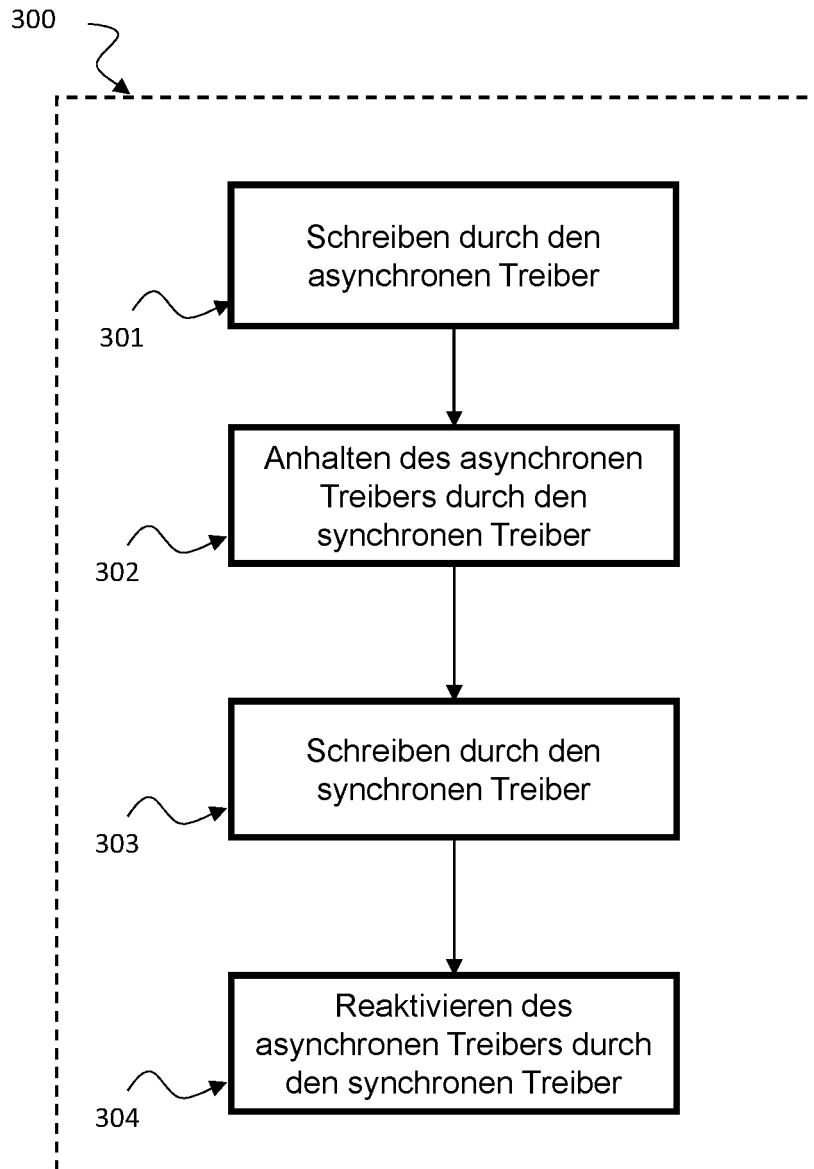 300
Schreiben durch den
asynchronen Treiber
301
Anhalten des asynchronen
Treibers durch den
synchronen Treiber
302
Schreiben durch den
synchronen Treiber
303
Reaktivieren des
asynchronen Treibers durch
den synchronen Treiber
304